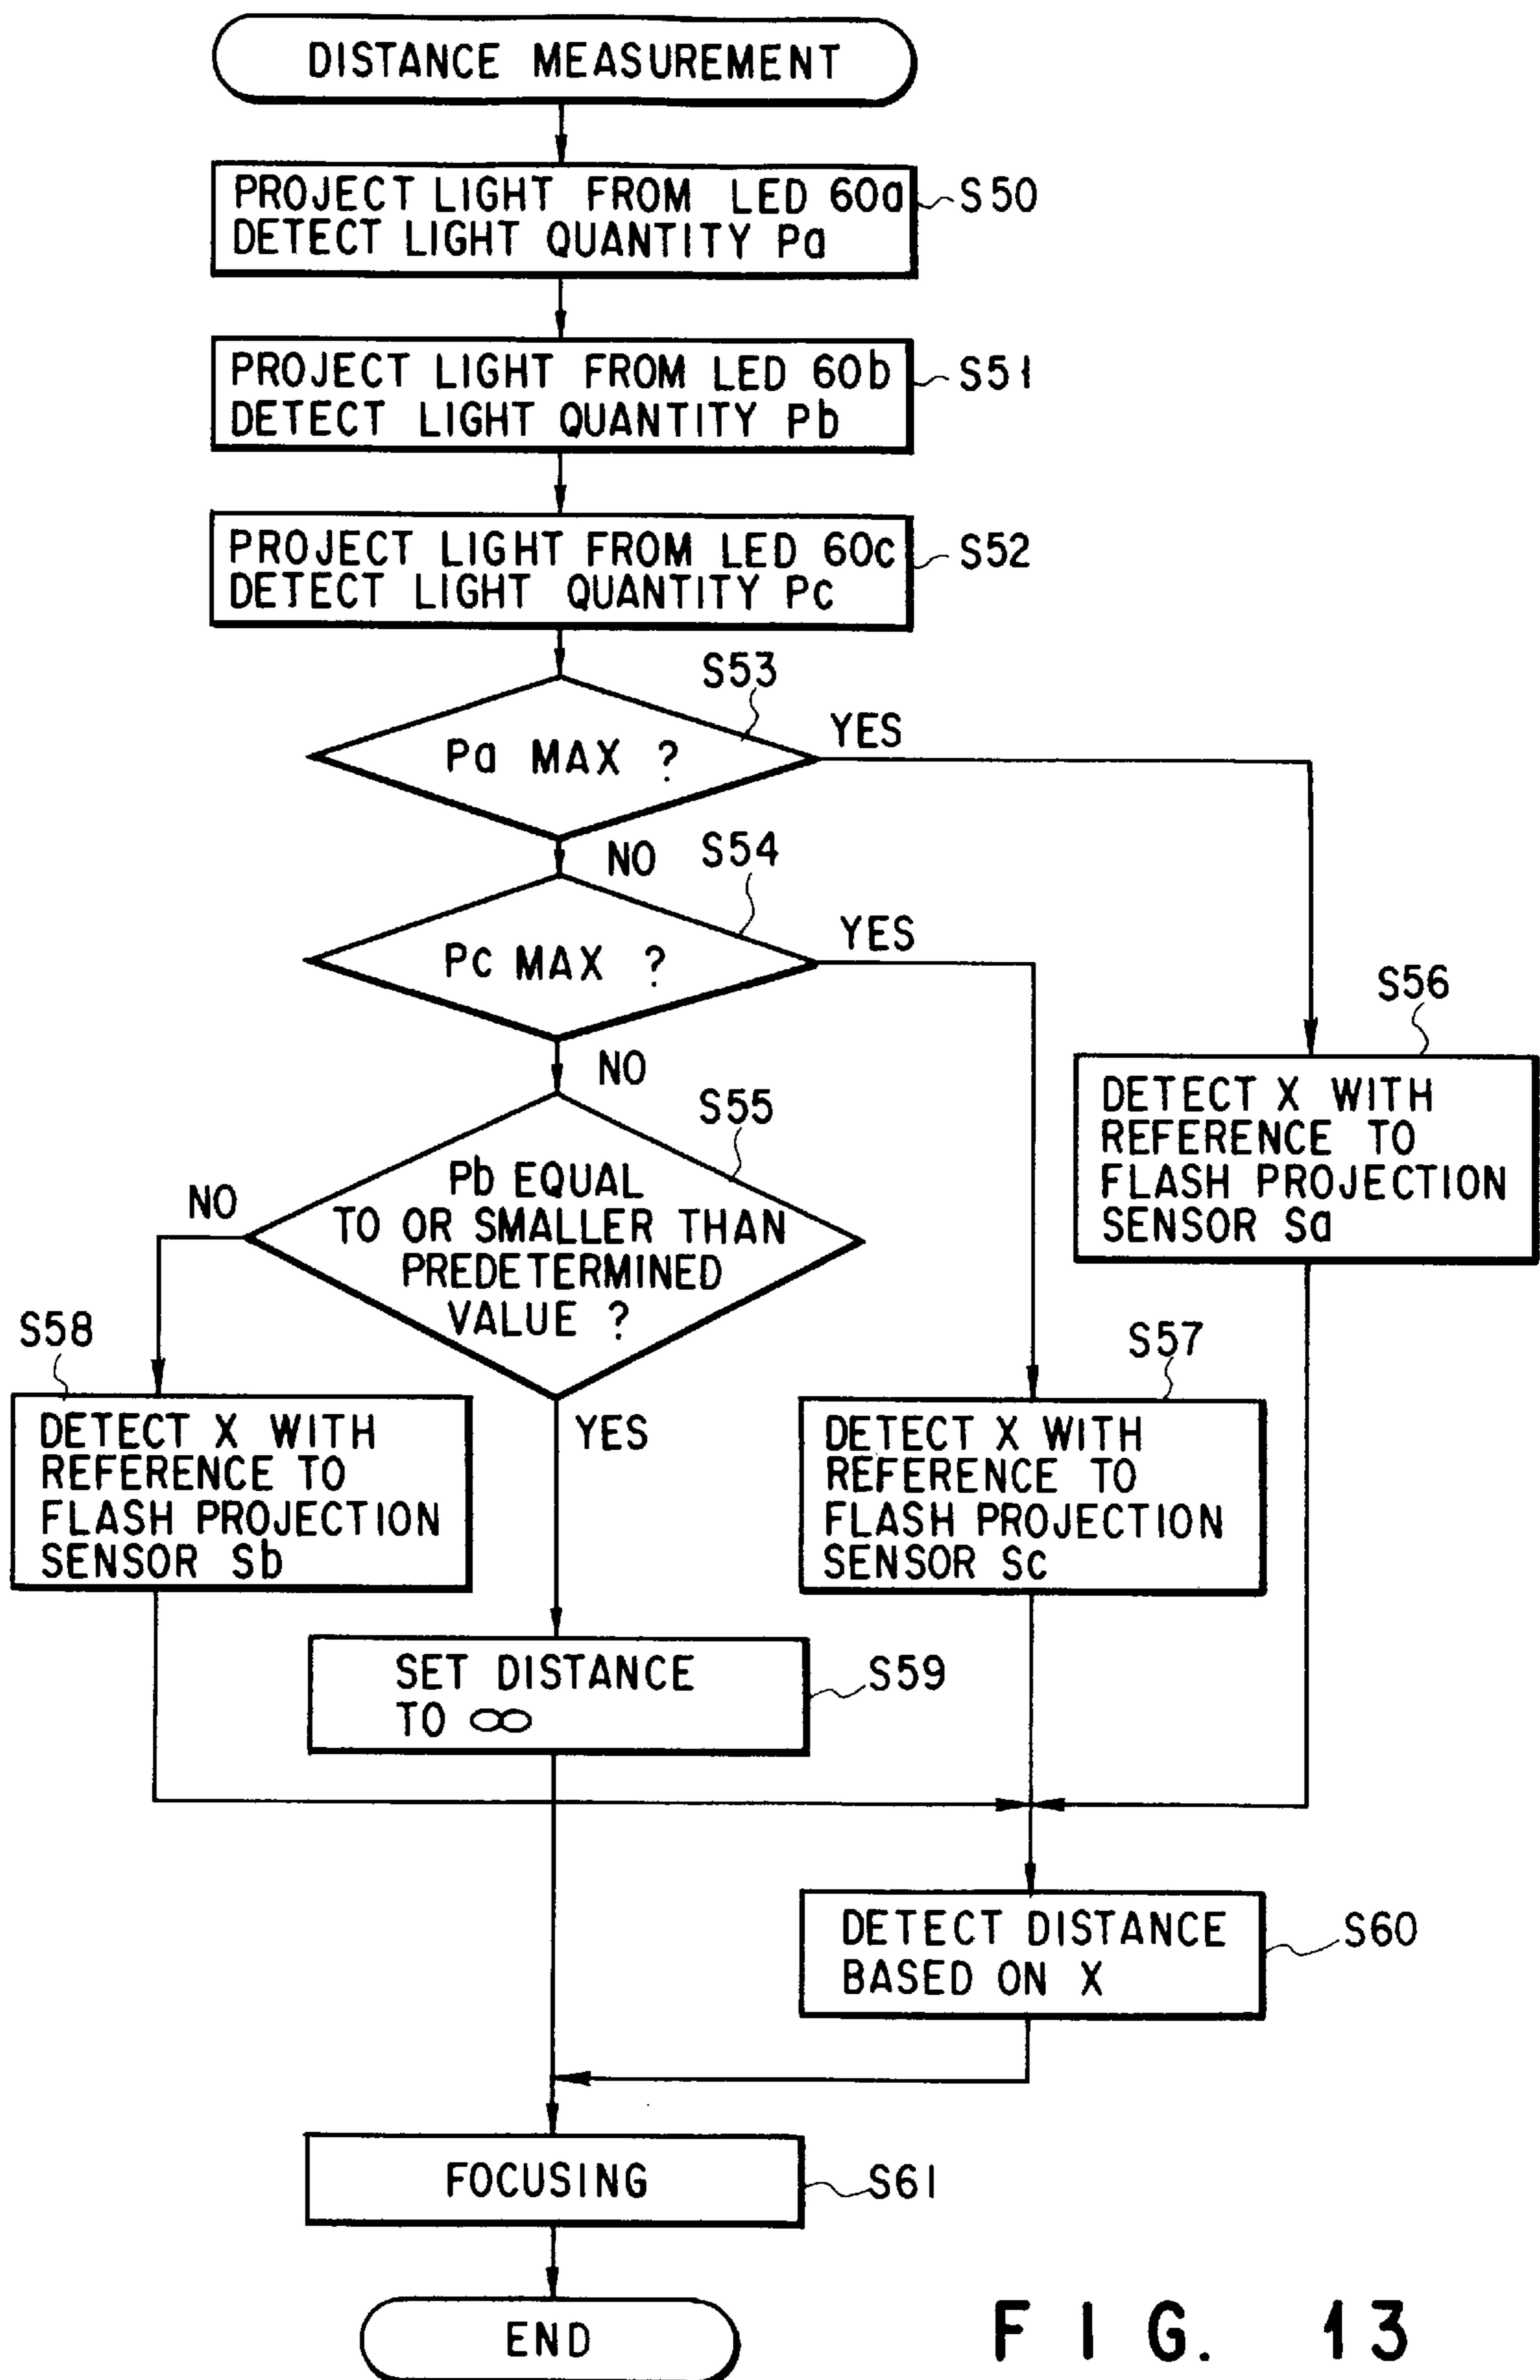 DISTANCE MEASUREMENT
PROJECT LIGHT FROM LED 60a
DETECT LIGHT QUANTITY Pa
S50
PROJECT LIGHT FROM LED 60b
DETECT LIGHT QUANTITY Pb
S51
PROJECT LIGHT FROM LED 60c
DETECT LIGHT QUANTITY Pc
S52
S53
Pa MAX ?
YES
NO
S54
Pc MAX ?
YES
NO
S56
DETECT X WITH
REFERENCE TO
FLASH PROJECTION
SENSOR Sa
S55
Pb EQUAL
TO OR SMALLER THAN
PREDETERMINED
VALUE ?
NO
YES
S58
DETECT X WITH
REFERENCE TO
FLASH PROJECTION
SENSOR Sb
S57
DETECT X WITH
REFERENCE TO
FLASH PROJECTION
SENSOR Sc
SET DISTANCE
TO ∞
S59
DETECT DISTANCE
BASED ON X
S60
FOCUSING
S61
END
FIG. 13